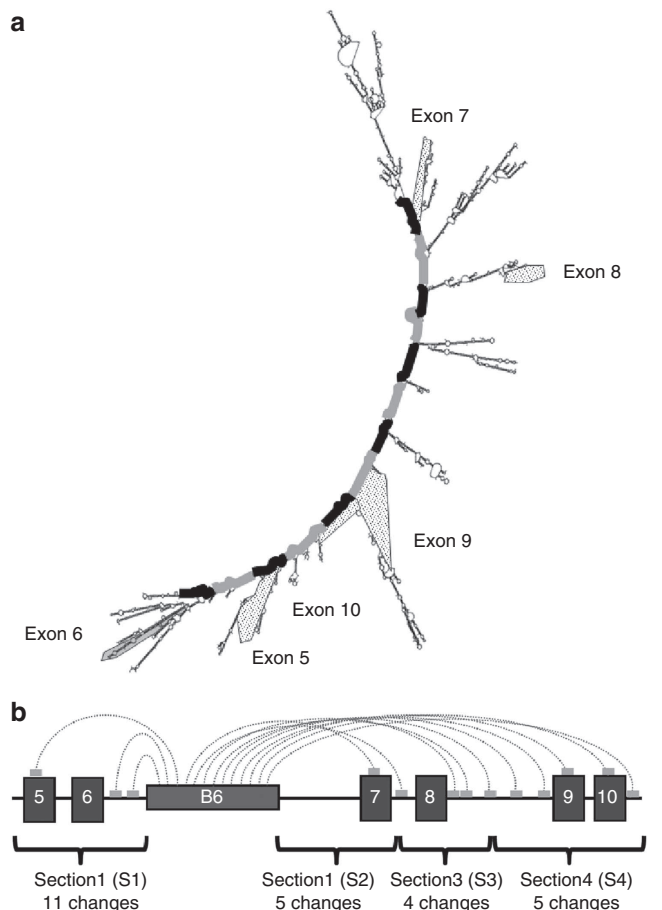 a
Exon 7
Exon 8
Exon 9
Exon 10
Exon 6
Exon 5
b
5 6 B6 7 8 9 10
Section1 (S1) Section1 (S2) Section3 (S3) Section4 (S4)
11 changes 5 changes 4 changes 5 changes